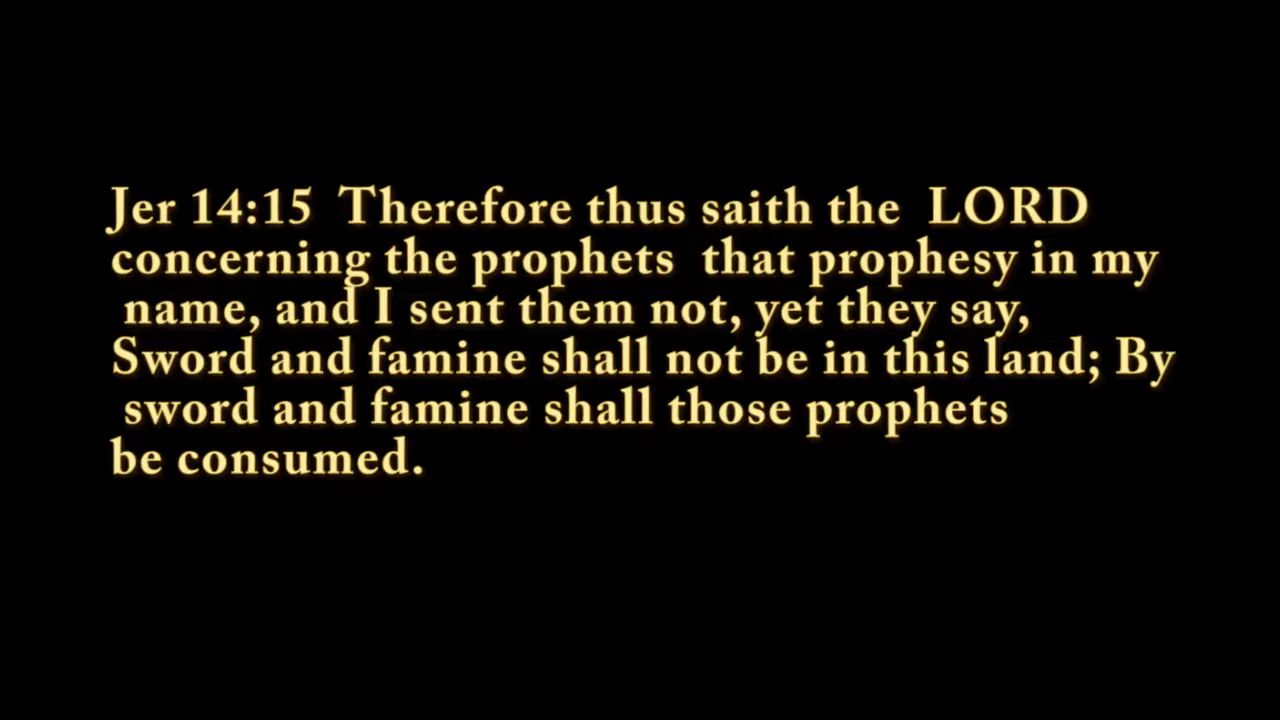 Jer 14:15  Therefore thus saith the  LORD
concerning the prophets  that prophesy in my
name, and I sent them not, yet they say,
Sword and famine shall not be in this land; By
sword and famine shall those prophets
be consumed.